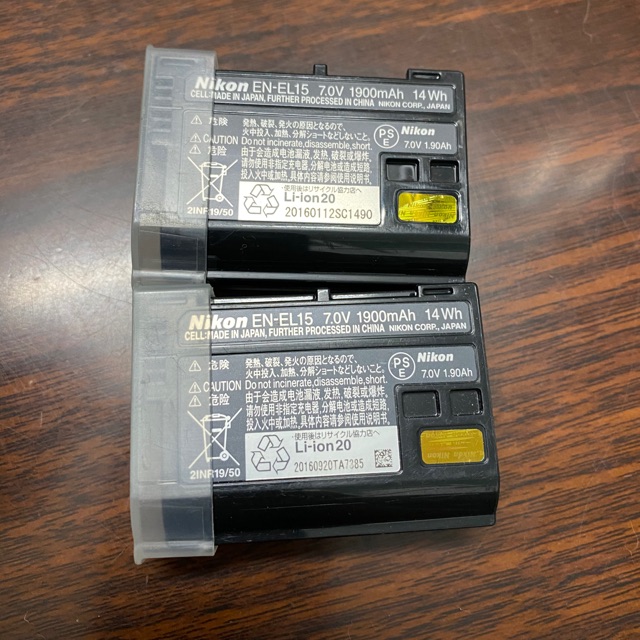 Nikon EN-EL15 7.0V 1900mAh 14Wh
CELL:MADE IN JAPAN, FURTHER PROCESSED IN CHINA NIKON CORP., JAPAN
⚠危険 発熱、破裂、発火の原因となるので、
火中投入、加熱、分解ショートなどしないこと。
⚠CAUTION Do not incinerate, disassemble, short.
⚠危险 由于会造成电池漏液，发热，破裂或爆炸，
请勿使用非指定充电器，分解电池或造成短路，
投入火中或加热。具体内容参见使用说明书。
PS
E
Nikon
7.0V 1.90Ah
使用後はリサイクル協力店へ
Li-ion20
20160112SC1490
2INR19/50
Nikon EN-EL15 7.0V 1900mAh 14Wh
CELL:MADE IN JAPAN, FURTHER PROCESSED IN CHINA NIKON CORP., JAPAN
⚠危険 発熱、破裂、発火の原因となるので、
火中投入、加熱、分解ショートなどしないこと。
⚠CAUTION Do not incinerate, disassemble, short.
⚠危险 由于会造成电池漏液，发热，破裂或爆炸，
请勿使用非指定充电器，分解电池或造成短路，
投入火中或加热。具体内容参见使用说明书。
PS
E
Nikon
7.0V 1.90Ah
使用後はリサイクル協力店へ
Li-ion20
20160920TA7385
2INR19/50